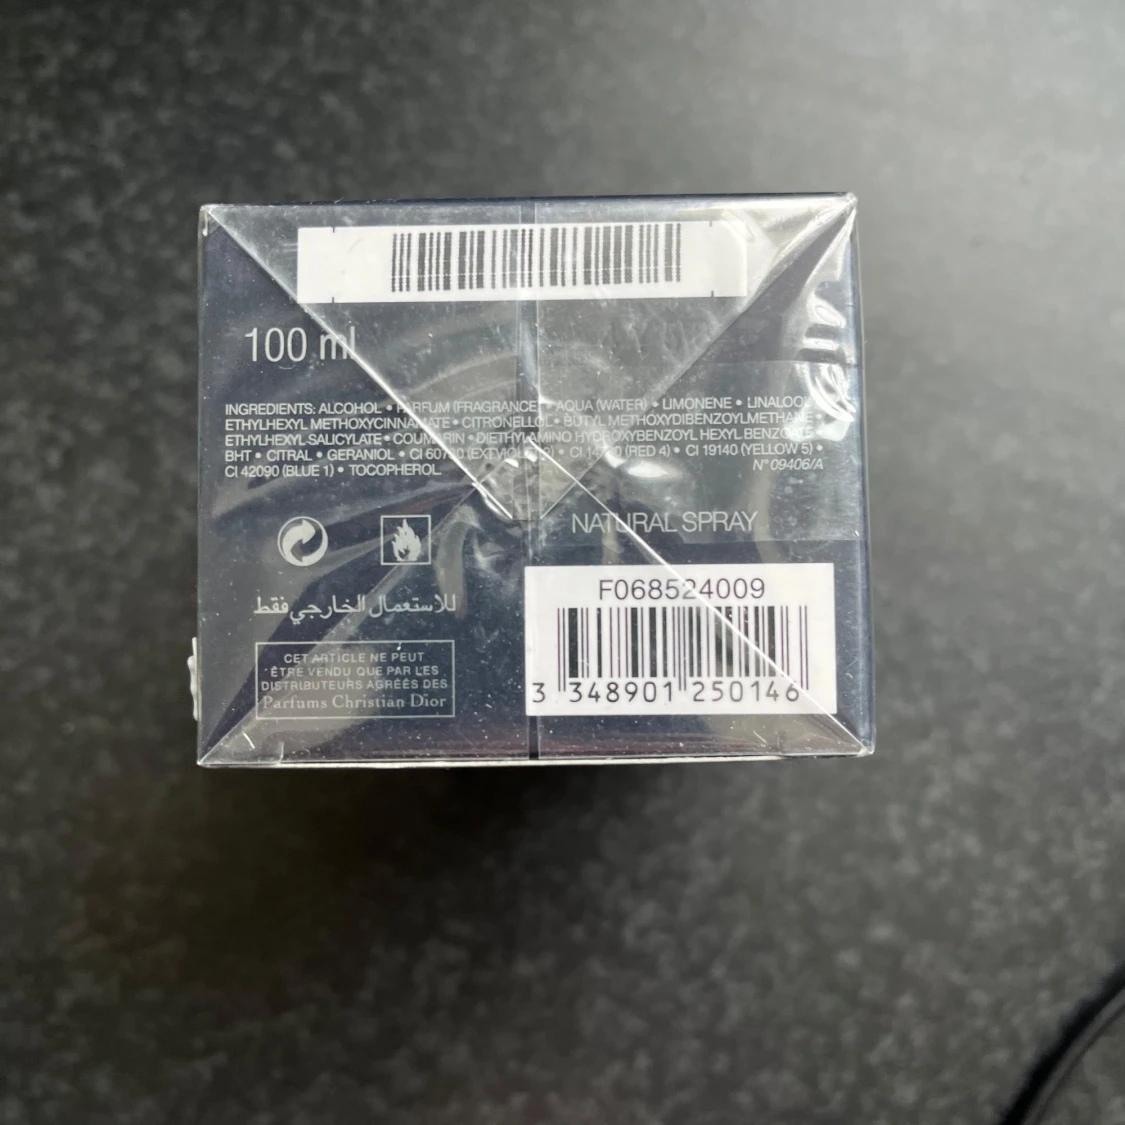 100 ml
INGREDIENTS: ALCOHOL • PARFUM (FRAGRANCE) • AQUA (WATER) • LIMONENE • LINALOOL •
ETHYLHEXYL METHOXYCINNAMATE • CITRONELLOL • BUTYL METHOXYDIBENZOYLMETHANE •
ETHYLHEXYL SALICYLATE • COUMARIN • DIETHYLAMINO HYDROXYBENZOYL HEXYL BENZOATE •
BHT • CITRAL • GERANIOL • CI 60730 (EXT VIOLET 2) • CI 14700 (RED 4) • CI 19140 (YELLOW 5) •
CI 42090 (BLUE 1) • TOCOPHEROL.
N° 09406/A
NATURAL SPRAY
للاستعمال الخارجي فقط
CET ARTICLE NE PEUT
ÊTRE VENDU QUE PAR LES
DISTRIBUTEURS AGRÉÉS DES
Parfums Christian Dior
F068524009
3 348901 250146